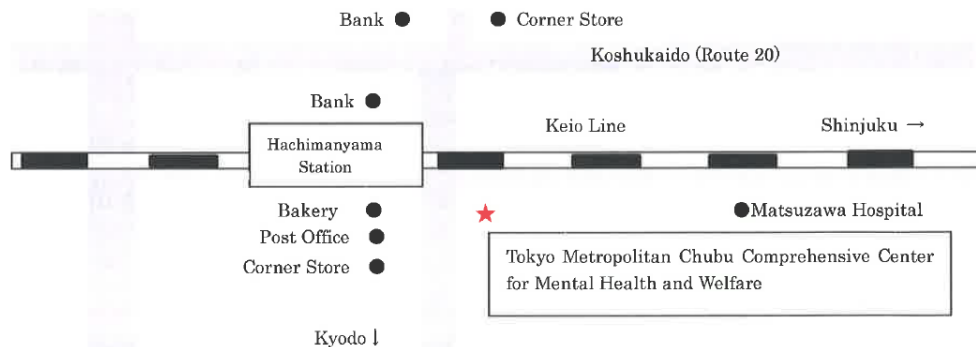 Bank ● ● Corner Store
Koshukaido (Route 20)
Bank ●
Keio Line Shinjuku →
Hachimanyama
Station
Bakery ● ★ ●Matsuzawa Hospital
Post Office ●
Corner Store ●
Tokyo Metropolitan Chubu Comprehensive Center
for Mental Health and Welfare
Kyodo ↓